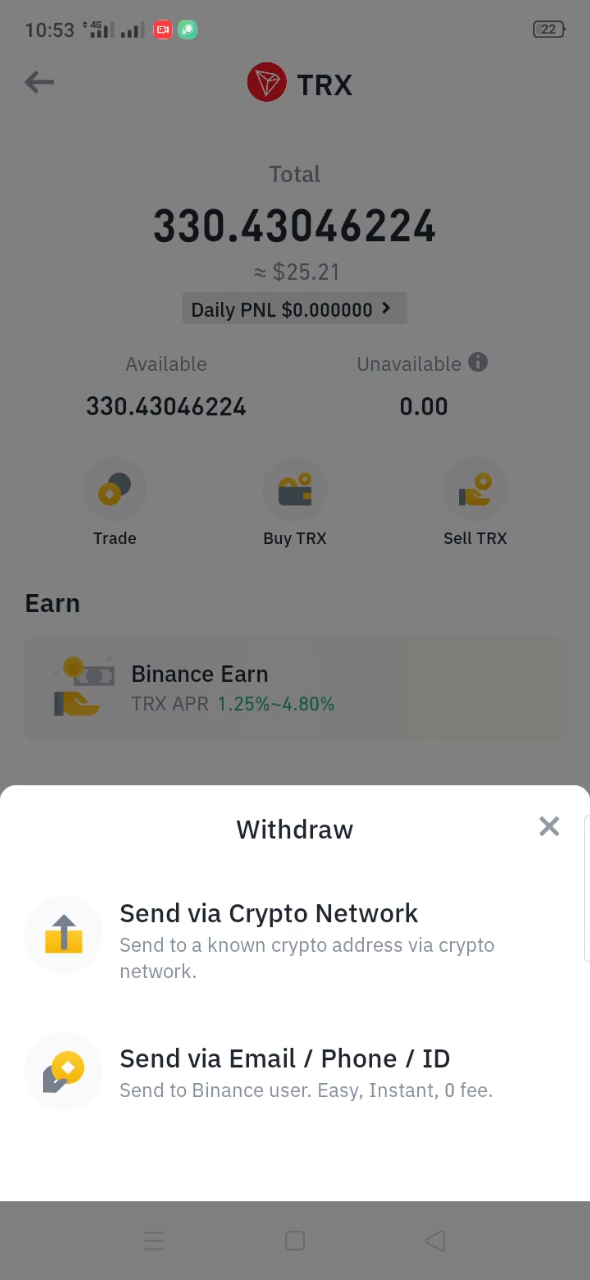 10:53 4G 22
TRX
Total
330.43046224
≈ $25.21
Daily PNL $0.000000
Available Unavailable
330.43046224 0.00
Trade Buy TRX Sell TRX
Earn
Binance Earn
TRX APR 1.25%~4.80%
Withdraw
Send via Crypto Network
Send to a known crypto address via crypto
network.
Send via Email / Phone / ID
Send to Binance user. Easy, Instant, 0 fee.